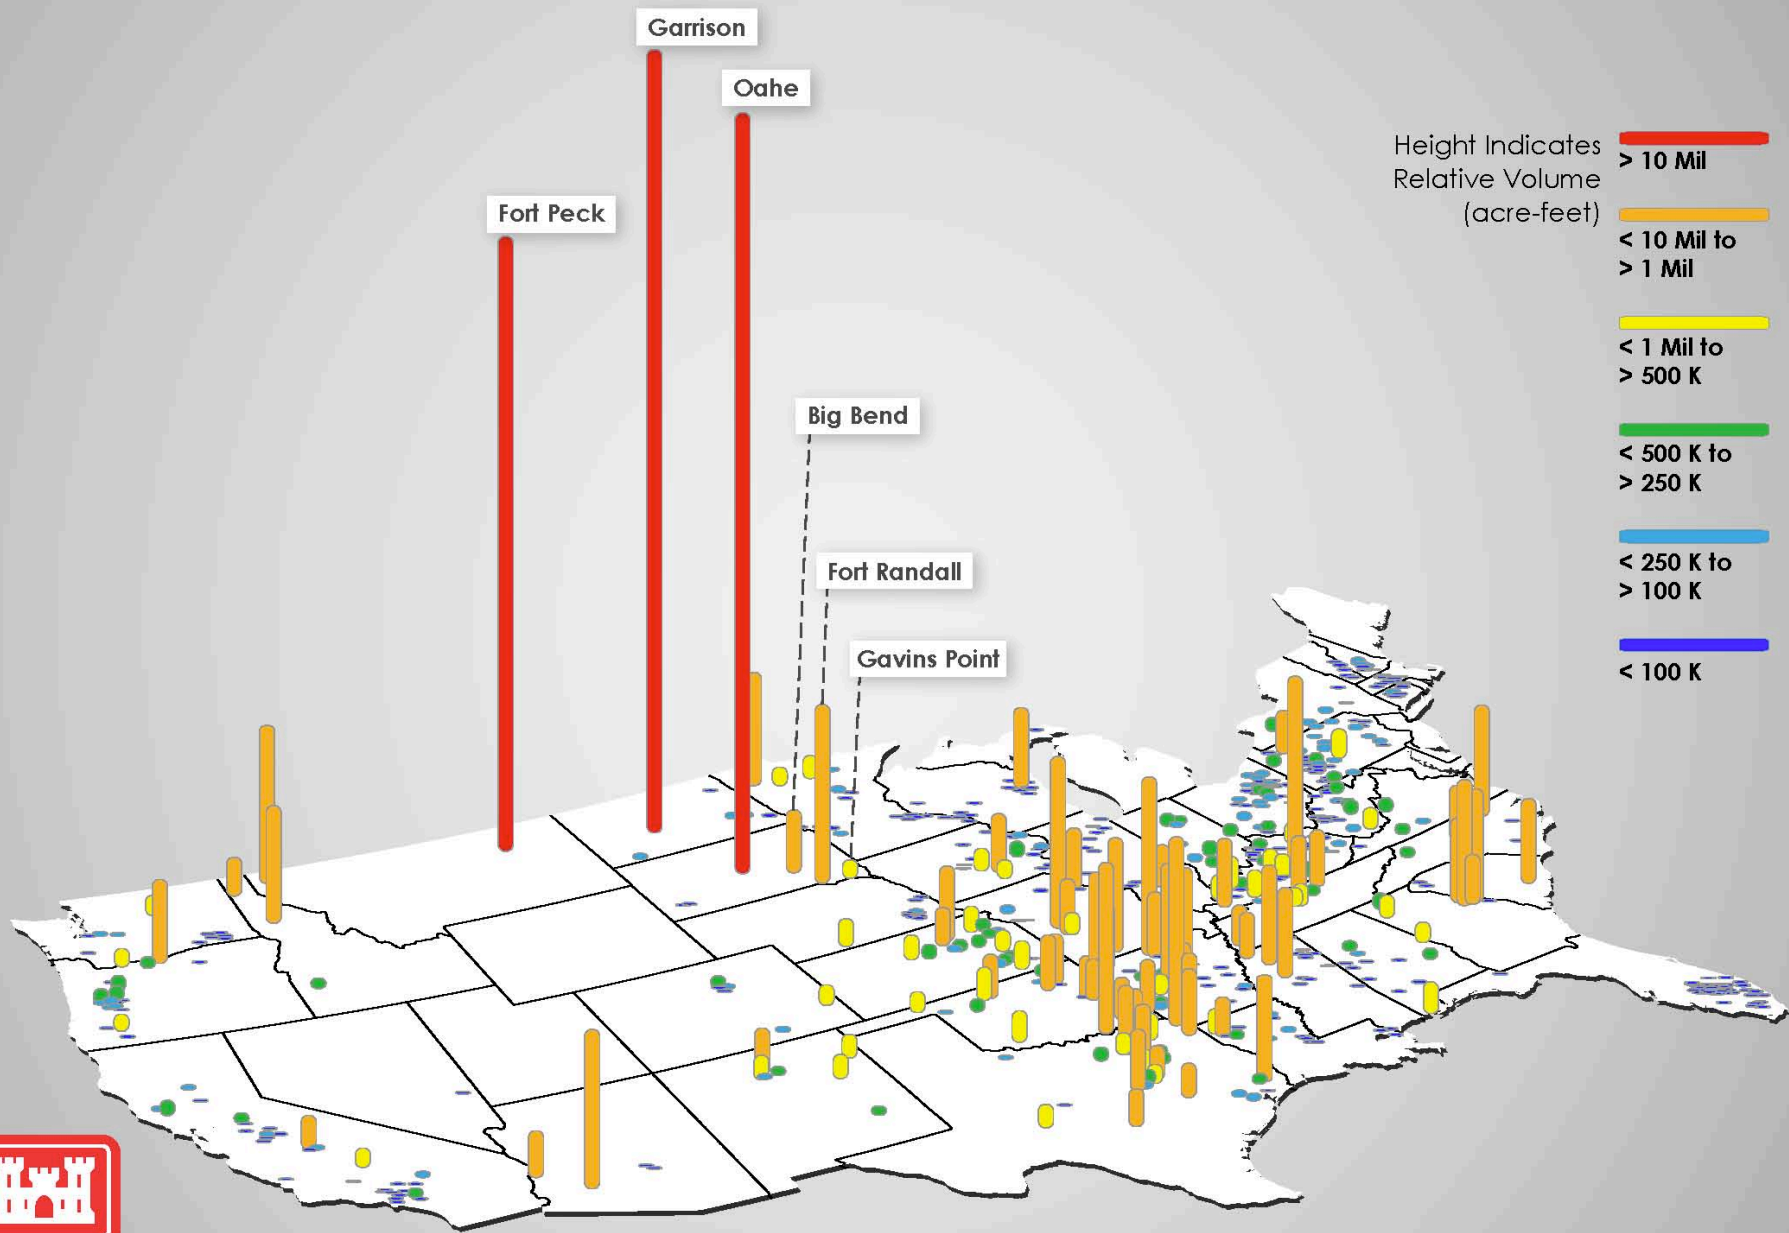 Garrison
Oahe
Fort Peck
Big Bend
Fort Randall
Gavins Point
Height Indicates
Relative Volume
(acre-feet)
> 10 Mil
< 10 Mil to
> 1 Mil
< 1 Mil to
> 500 K
< 500 K to
> 250 K
< 250 K to
> 100 K
< 100 K